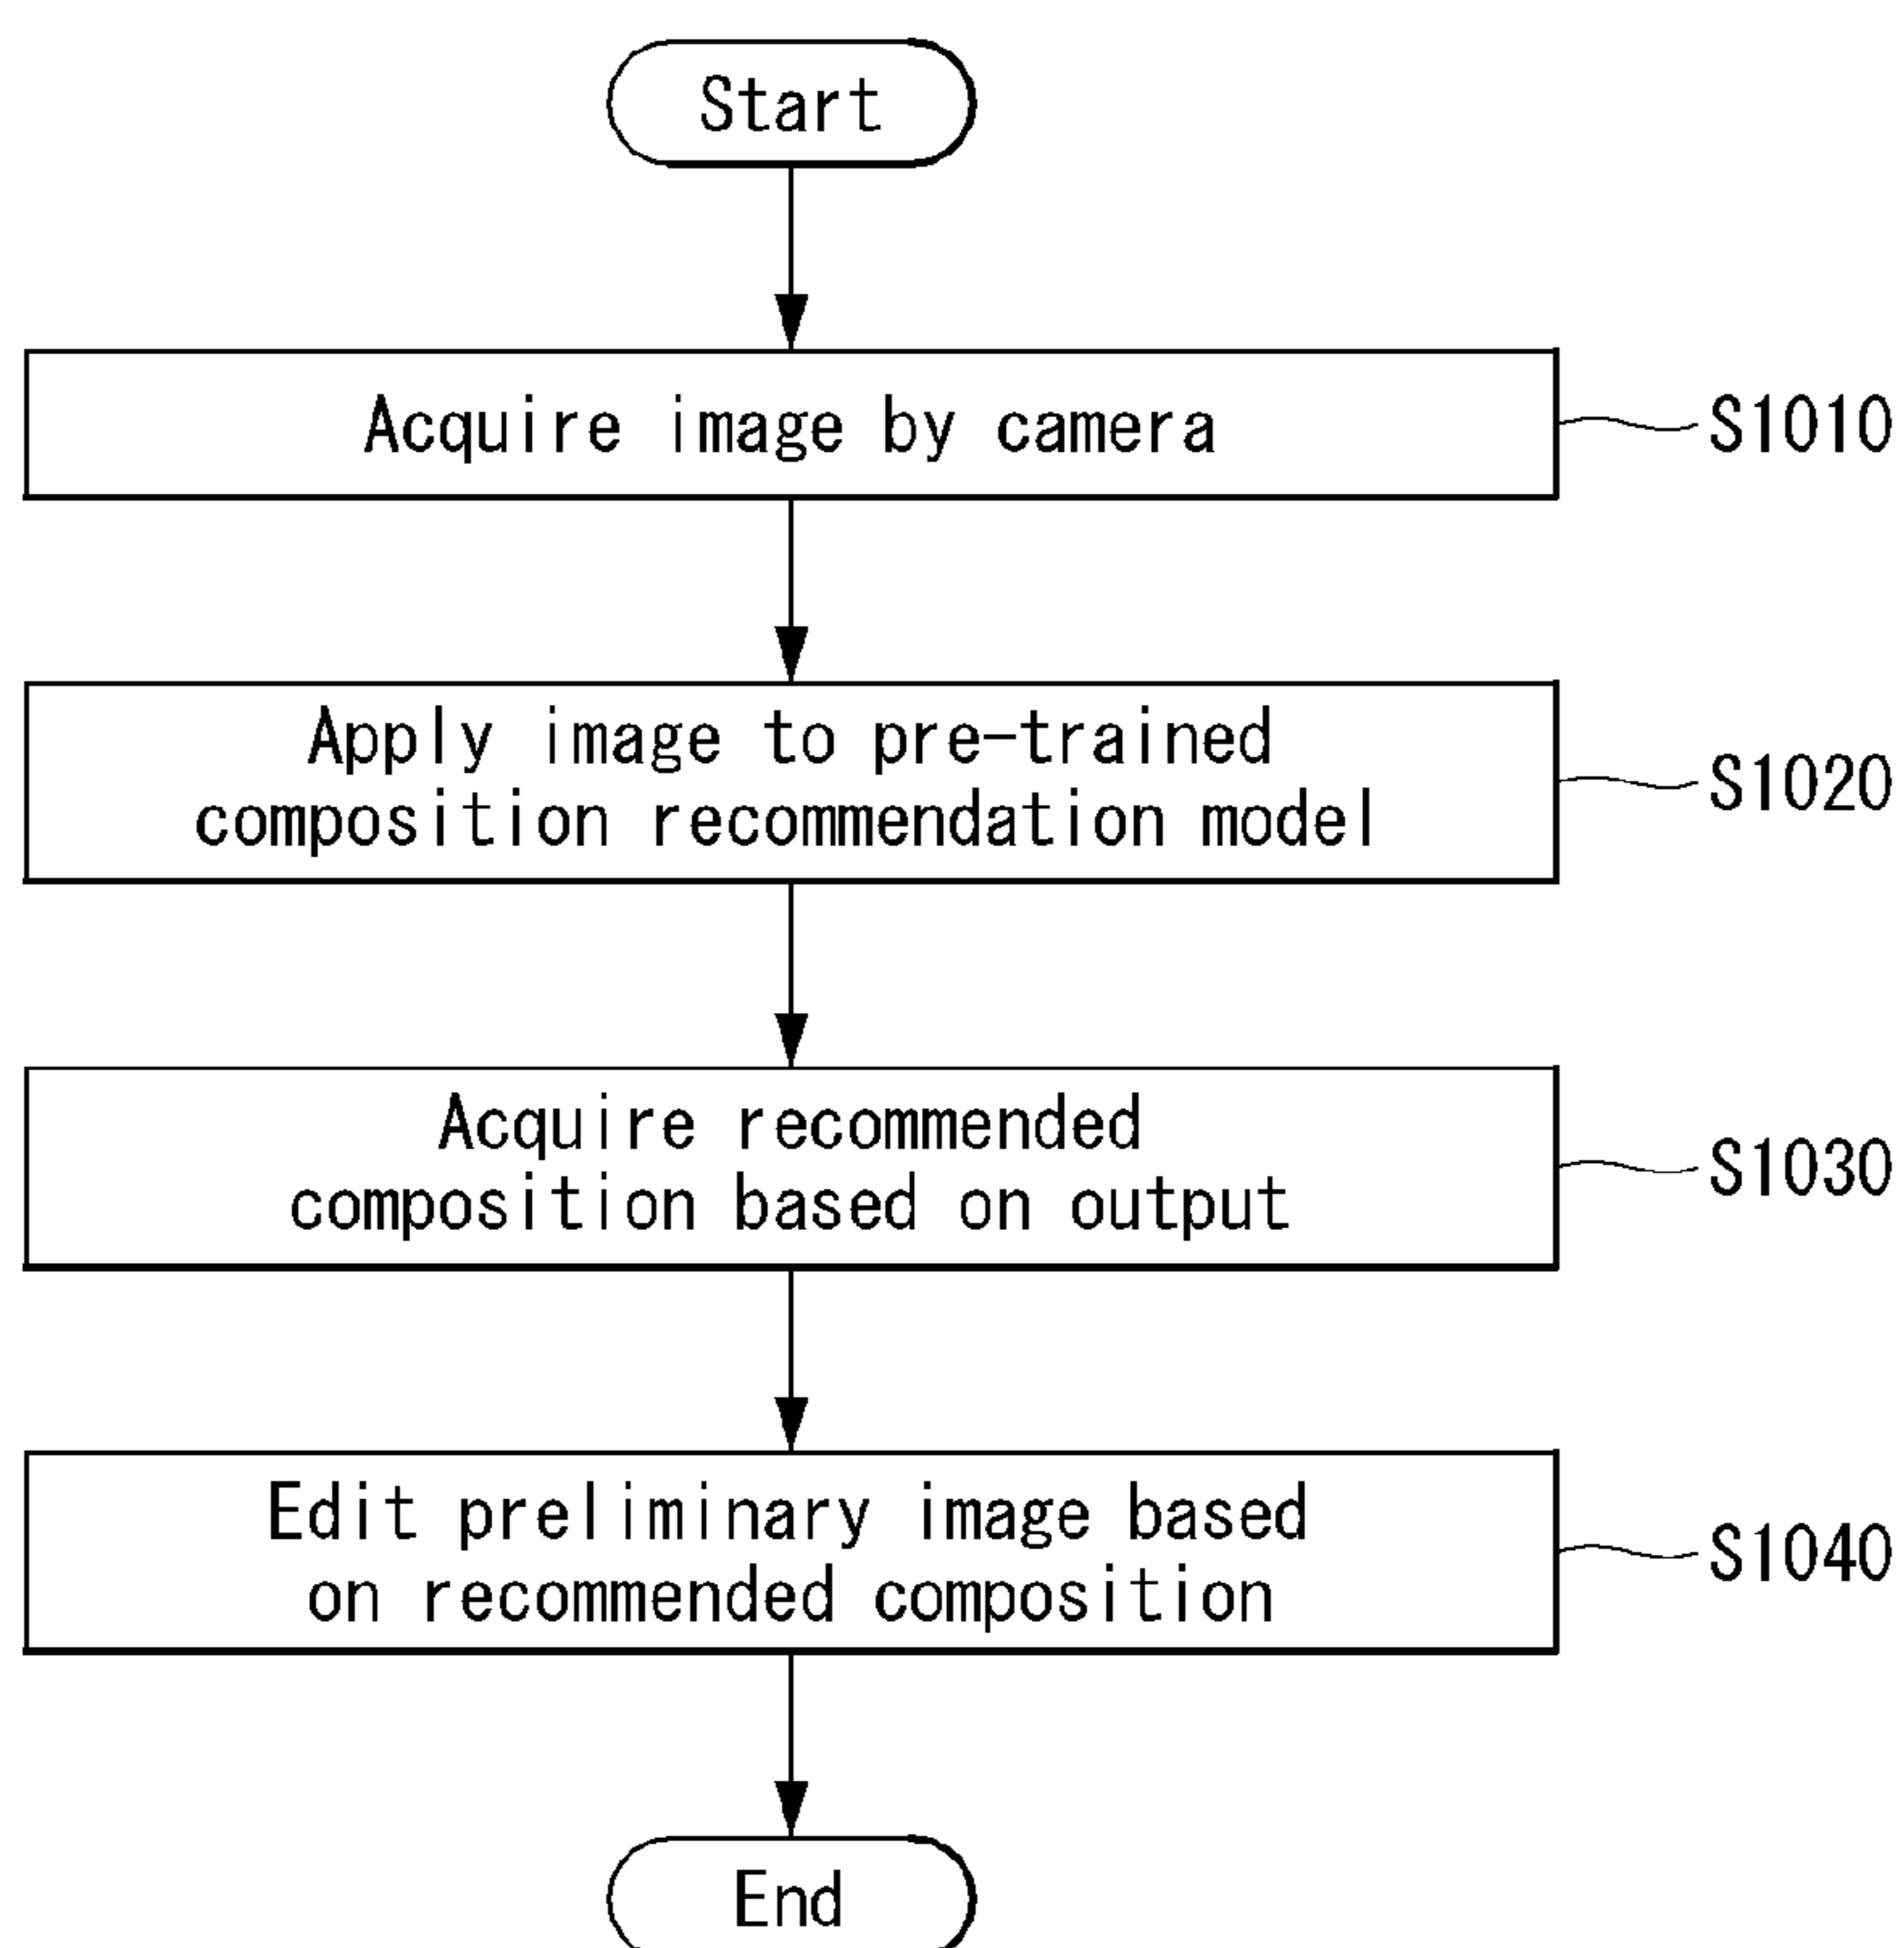 Start
Acquire image by camera
S1010
Apply image to pre-trained
composition recommendation model
S1020
Acquire recommended
composition based on output
S1030
Edit preliminary image based
on recommended composition
S1040
End